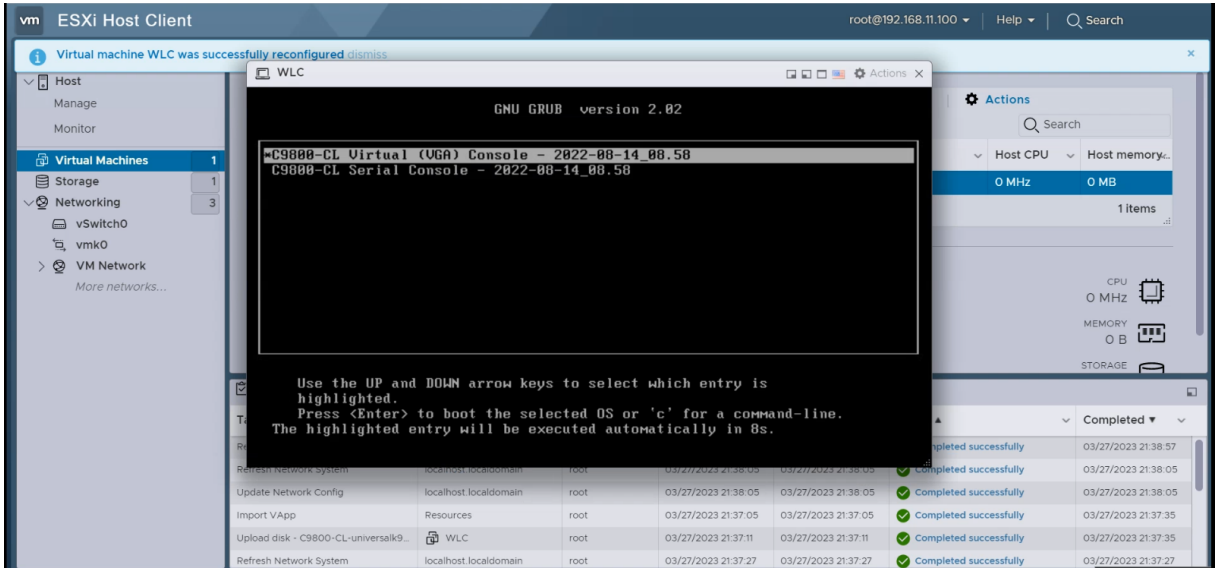 vm ESXi Host Client root@192.168.11.100 Help Search
Virtual machine WLC was successfully reconfigured dismiss
WLC Actions
Host
Manage
Monitor
Virtual Machines 1
Storage 1
Networking 3
vSwitch0
vmk0
VM Network
More networks...
GNU GRUB version 2.02
*C9800-CL Virtual (VGA) Console - 2022-08-14_08.58
C9800-CL Serial Console - 2022-08-14_08.58
Use the UP and DOWN arrow keys to select which entry is
highlighted.
Press <Enter> to boot the selected OS or 'c' for a command-line.
The highlighted entry will be executed automatically in 8s.
Actions
Search
Host CPU Host memory
0 MHz 0 MB
1 items
CPU
0 MHz
MEMORY
0 B
STORAGE
Completed
Completed successfully 03/27/2023 21:38:57
Refresh Network System localhost.localdomain root 03/27/2023 21:38:05 03/27/2023 21:38:05 Completed successfully 03/27/2023 21:38:05
Update Network Config localhost.localdomain root 03/27/2023 21:38:05 03/27/2023 21:38:05 Completed successfully 03/27/2023 21:38:05
Import VApp Resources root 03/27/2023 21:37:05 03/27/2023 21:37:05 Completed successfully 03/27/2023 21:37:35
Upload disk - C9800-CL-universalk9... WLC root 03/27/2023 21:37:11 03/27/2023 21:37:11 Completed successfully 03/27/2023 21:37:35
Refresh Network System localhost.localdomain root 03/27/2023 21:37:27 03/27/2023 21:37:27 Completed successfully 03/27/2023 21:37:27